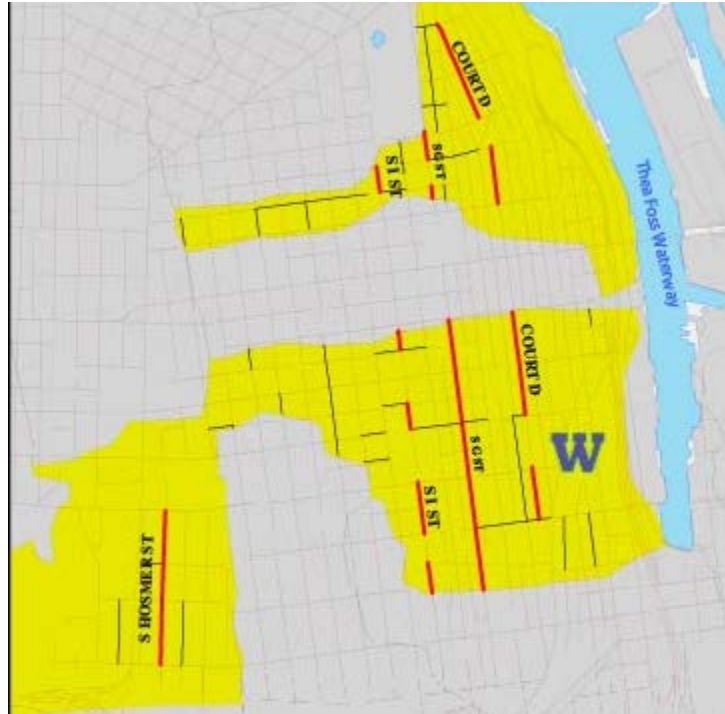 COURT D
S G ST
S I ST
Thea Foss Waterway
COURT D
S G ST
W
S I ST
S HOSMER ST